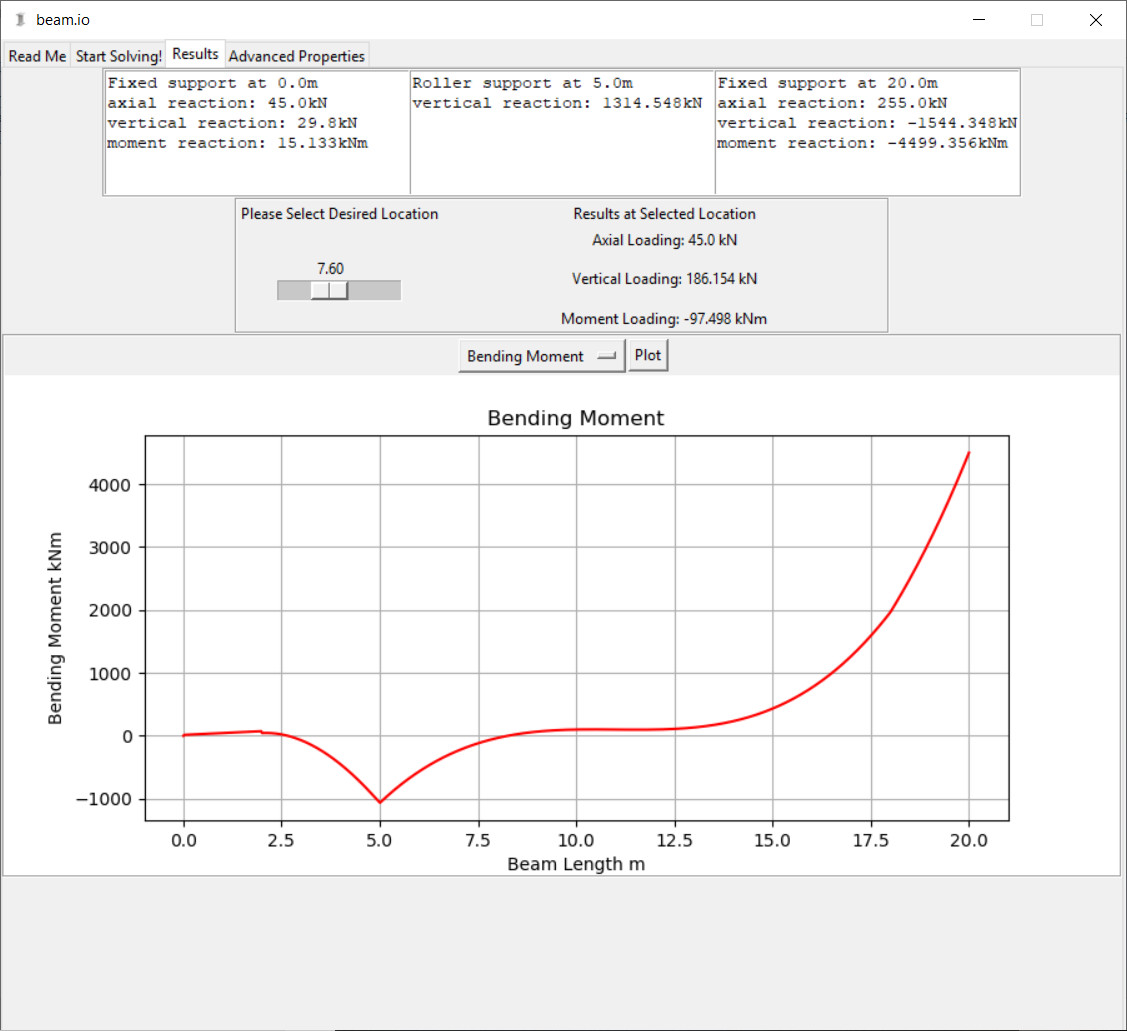 beam.io
Read Me Start Solving! Results Advanced Properties
Fixed support at 0.0m
axial reaction: 45.0kN
vertical reaction: 29.8kN
moment reaction: 15.133kNm
Roller support at 5.0m
vertical reaction: 1314.548kN
Fixed support at 20.0m
axial reaction: 255.0kN
vertical reaction: -1544.348kN
moment reaction: -4499.356kNm
Please Select Desired Location
7.60
Results at Selected Location
Axial Loading: 45.0 kN
Vertical Loading: 186.154 kN
Moment Loading: -97.498 kNm
Bending Moment Plot
Bending Moment
Bending Moment kNm
4000
3000
2000
1000
0
−1000
0.0 2.5 5.0 7.5 10.0 12.5 15.0 17.5 20.0
Beam Length m